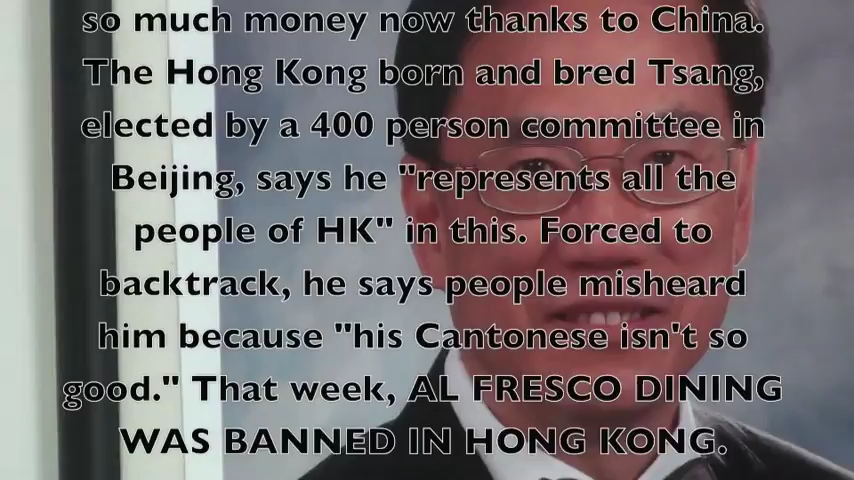 so much money now thanks to China.
The Hong Kong born and bred Tsang,
elected by a 400 person committee in
Beijing, says he "represents all the
people of HK" in this. Forced to
backtrack, he says people misheard
him because "his Cantonese isn't so
good." That week, AL FRESCO DINING
WAS BANNED IN HONG KONG.